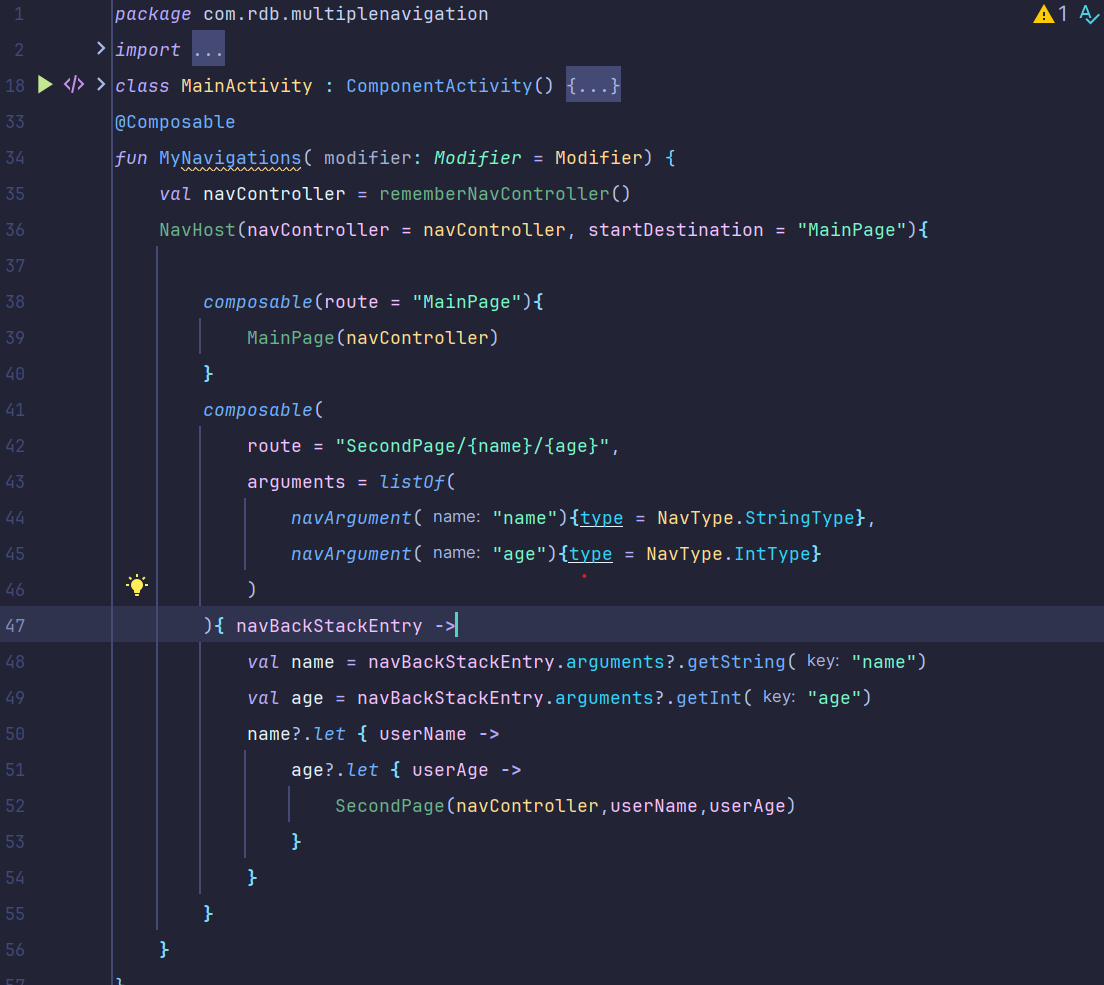 1 package com.rdb.multiplenavigation 1
2 import ...
18 </> class MainActivity : ComponentActivity() {...}
33 @Composable
34 fun MyNavigations( modifier: Modifier = Modifier) {
35 val navController = rememberNavController()
36 NavHost(navController = navController, startDestination = "MainPage"){
37
38 composable(route = "MainPage"){
39 MainPage(navController)
40 }
41 composable(
42 route = "SecondPage/{name}/{age}",
43 arguments = listOf(
44 navArgument( name: "name"){type = NavType.StringType},
45 navArgument( name: "age"){type = NavType.IntType}
46 )
47 ){ navBackStackEntry ->
48 val name = navBackStackEntry.arguments?.getString( key: "name")
49 val age = navBackStackEntry.arguments?.getInt( key: "age")
50 name?.let { userName ->
51 age?.let { userAge ->
52 SecondPage(navController,userName,userAge)
53 }
54 }
55 }
56 }
57 }